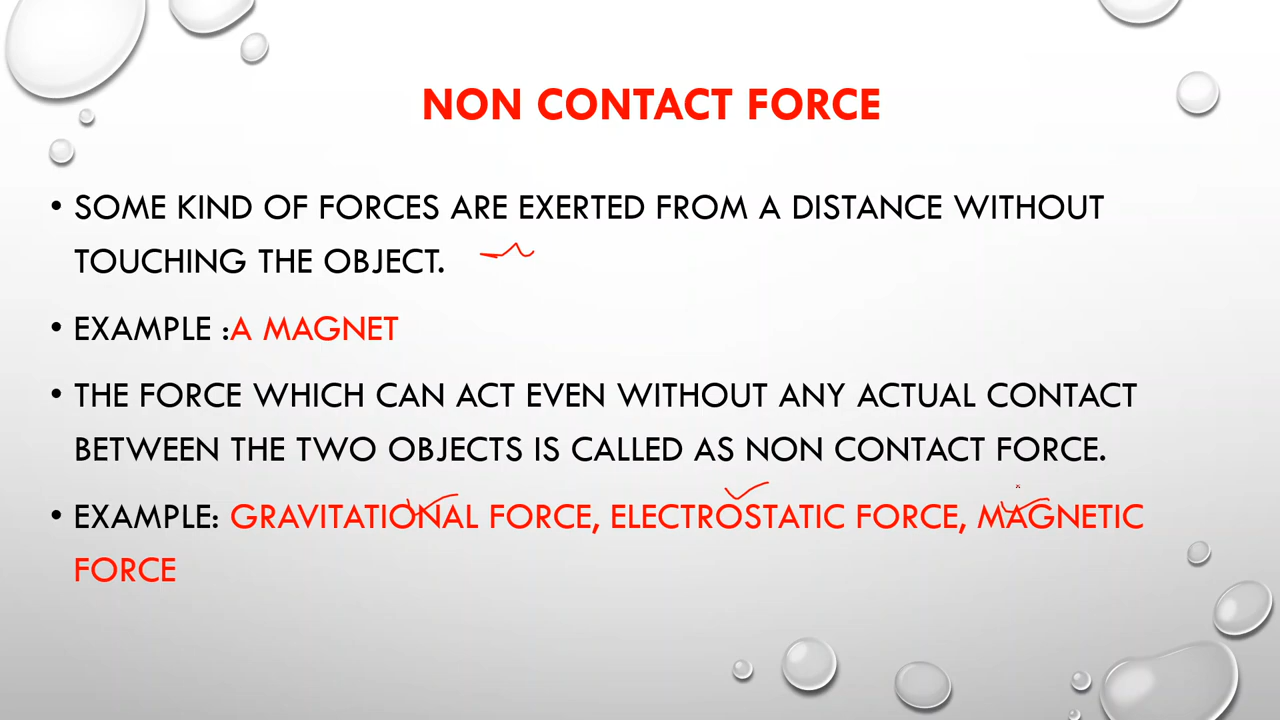 NON CONTACT FORCE
• SOME KIND OF FORCES ARE EXERTED FROM A DISTANCE WITHOUT
TOUCHING THE OBJECT.
• EXAMPLE :A MAGNET
• THE FORCE WHICH CAN ACT EVEN WITHOUT ANY ACTUAL CONTACT
BETWEEN THE TWO OBJECTS IS CALLED AS NON CONTACT FORCE.
• EXAMPLE: GRAVITATIONAL FORCE, ELECTROSTATIC FORCE, MAGNETIC
FORCE